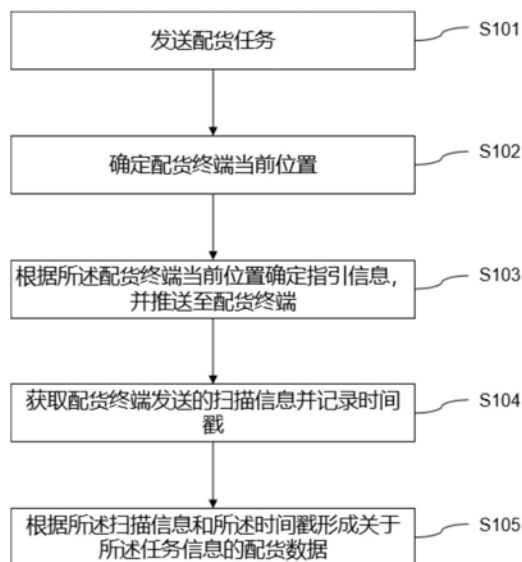 发送配货任务
S101
确定配货终端当前位置
S102
根据所述配货终端当前位置确定指引信息，
并推送至配货终端
S103
获取配货终端发送的扫描信息并记录时间
戳
S104
根据所述扫描信息和所述时间戳形成关于
所述任务信息的配货数据
S105